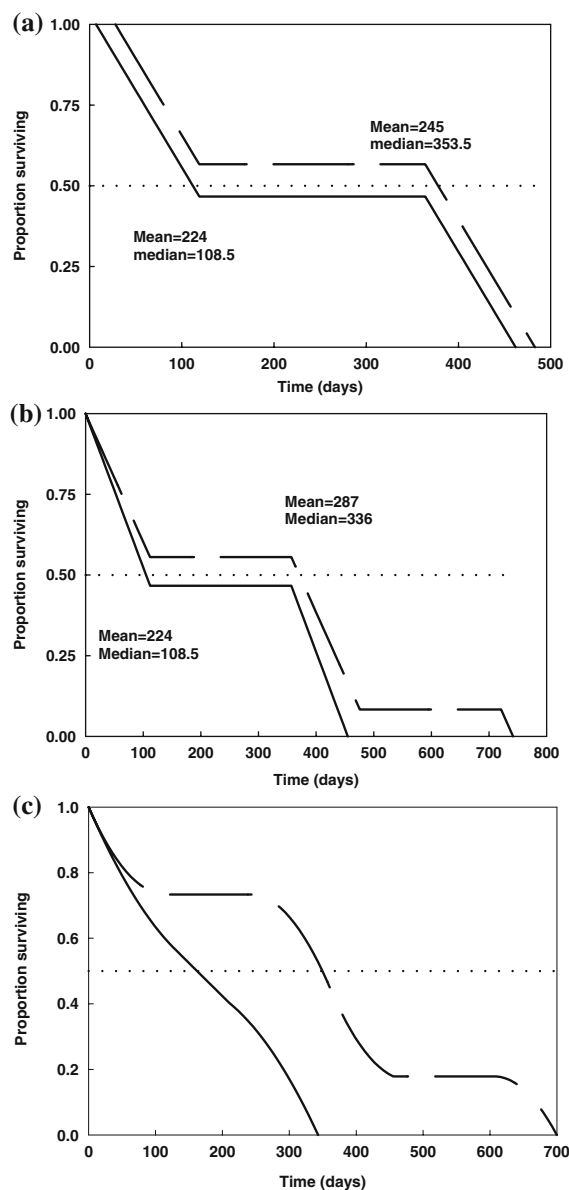 (a)
1.00
0.75
0.50
0.25
0.00
Proportion surviving
Mean=245
median=353.5
Mean=224
median=108.5
0 100 200 300 400 500
Time (days)
(b)
1.00
0.75
0.50
0.25
0.00
Proportion surviving
Mean=287
Median=336
Mean=224
Median=108.5
0 100 200 300 400 500 600 700 800
Time (days)
(c)
1.0
0.8
0.6
0.4
0.2
0.0
Proportion surviving
0 100 200 300 400 500 600 700
Time (days)